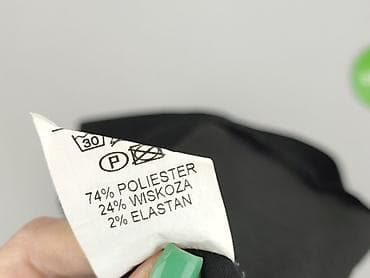 30
P
74% POLIESTER
24% WISKOZA
2% ELASTAN